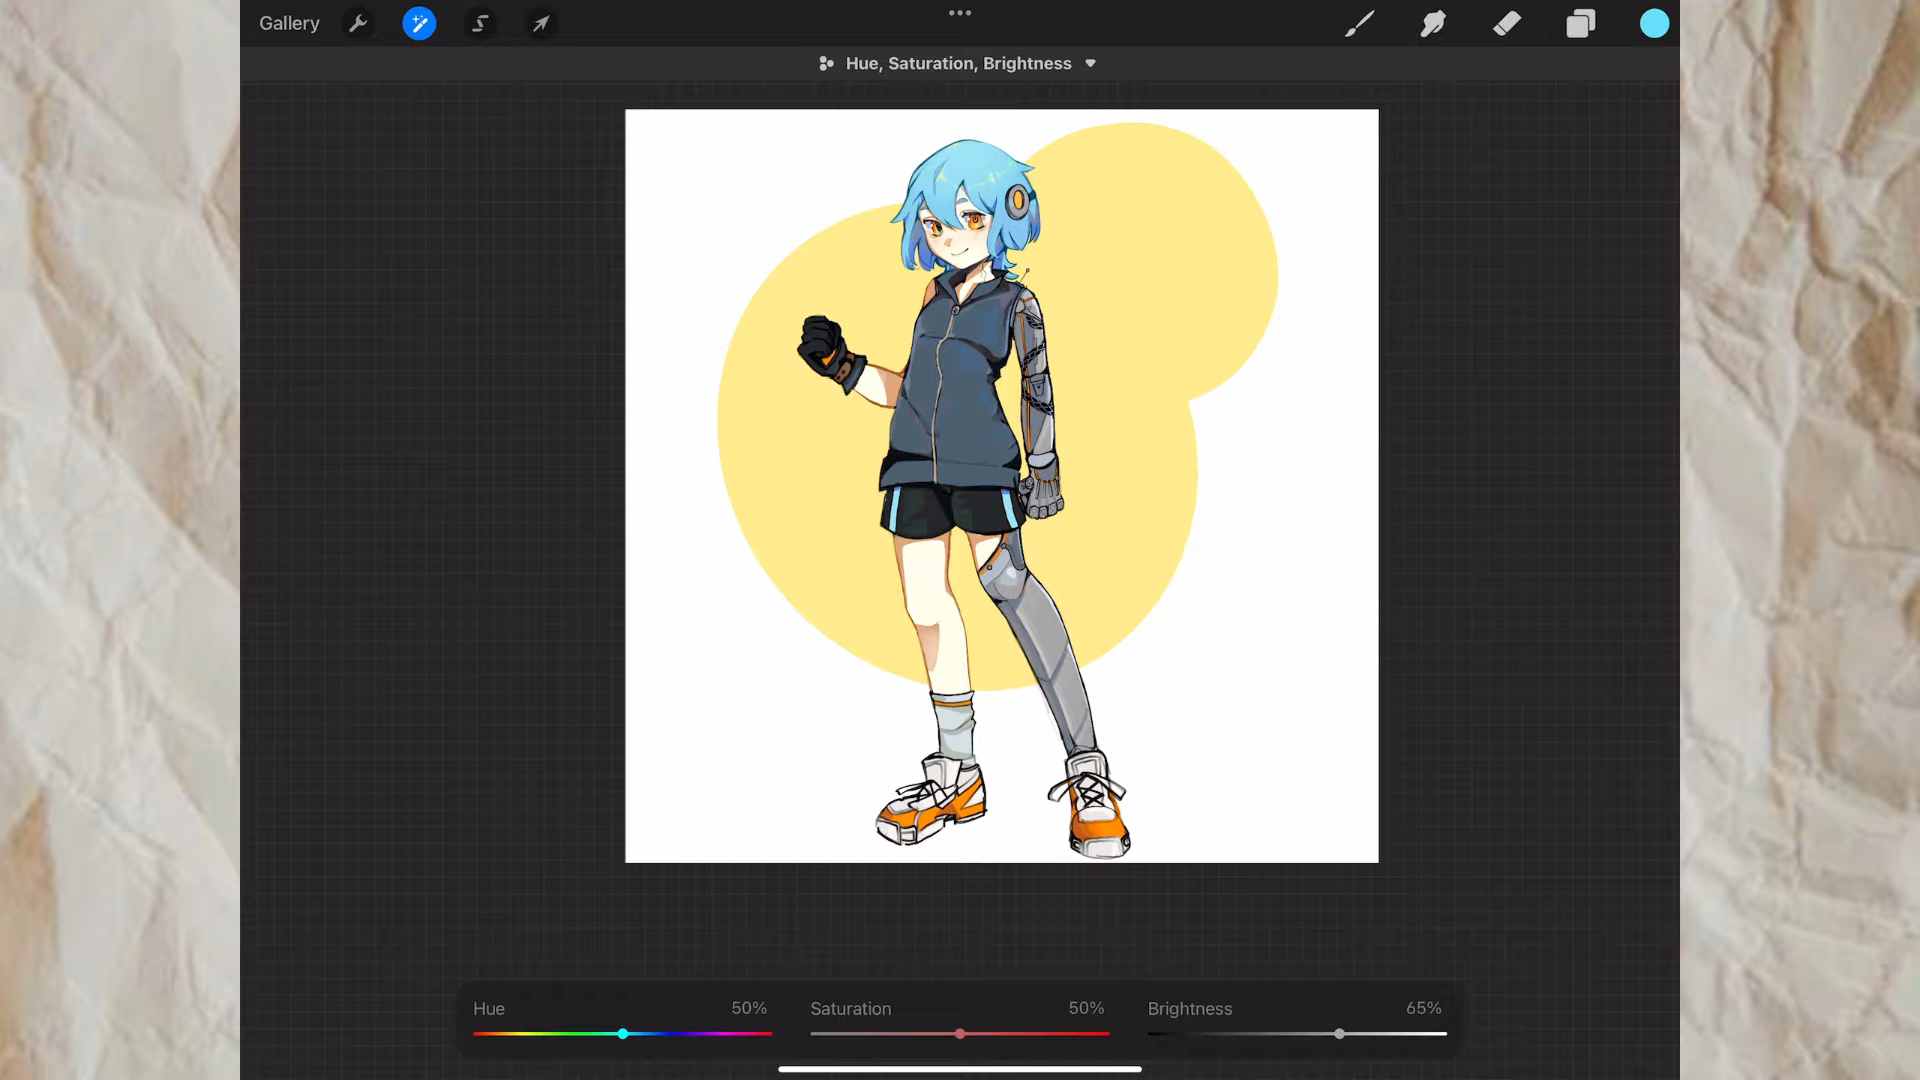 Gallery
Hue, Saturation, Brightness
Hue 50% Saturation 50% Brightness 65%